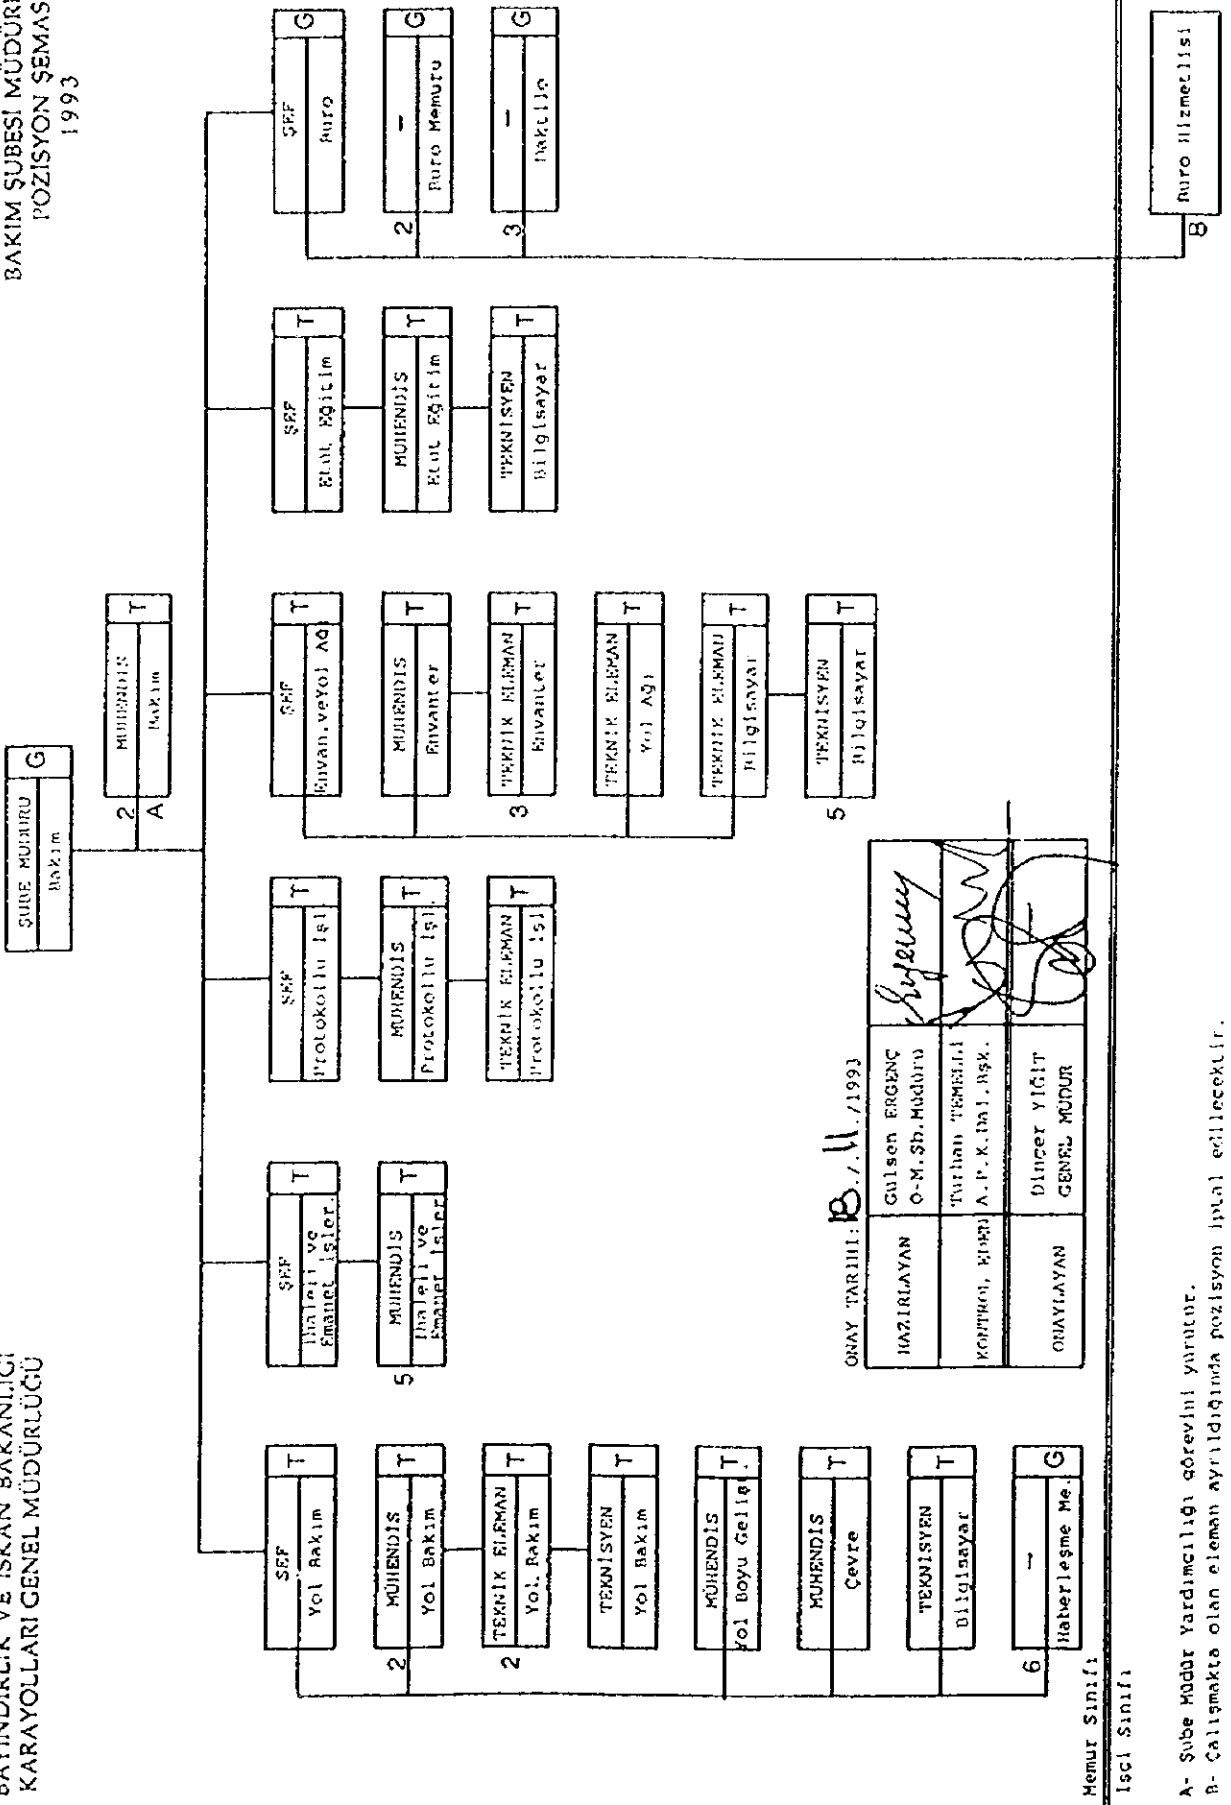 BAYINDIRLIK VE İSKAN BAKANLIĞI
KARAYOLLARI GENEL MÜDÜRLÜĞÜ
BAKIM ŞUBESİ MÜDÜRL
POZİSYON ŞEMAS
1993
ŞUBE MÜDÜRÜ G
Bakım
2 MÜHENDİS T
A Bakım
ŞEF T
Yol Bakım
2 MÜHENDİS T
Yol Bakım
2 TEKNİK ELEMAN T
Yol Bakım
TEKNİSYEN T
Yol Bakım
MÜHENDİS T
Yol Boyu Geliş.
MÜHENDİS T
Çevre
TEKNİSYEN T
Bilgisayar
6 — G
Haberleşme Me.
ŞEF T
İhaleli ve
Emanet İşler.
5 MÜHENDİS T
İhaleli ve
Emanet İşler
ŞEF T
Protokollu İşl
MÜHENDİS T
Protokollu İşl.
TEKNİK ELEMAN T
Protokollu İşl
ŞEF T
Envan.veYol Ağ
MÜHENDİS T
Envanter
3 TEKNİK ELEMAN T
Envanter
TEKNİK ELEMAN T
Yol Ağı
TEKNİK ELEMAN T
Bilgisayar
5 TEKNİSYEN T
Bilgisayar
ŞEF T
Etüt Eğitim
MÜHENDİS T
Etüt Eğitim
TEKNİSYEN T
Bilgisayar
ŞEF G
Büro
2 — G
Büro Memuru
3 — G
Daktilo
ONAY TARİHİ: 18./.11./1993
HAZIRLAYAN Gülsen ERGENÇ
O-M.Şb.Müdürü
KONTROL EDEN Turhan TEMELLİ
A.P.K.Dai.Bşk.
ONAYLAYAN Dinçer YİĞİT
GENEL MÜDÜR
Memur Sınıfı
İşçi Sınıfı
B Büro Hizmetlisi
A- Şube Müdür Yardımcılığı görevini yürütür.
B- Çalışmakta olan eleman ayrıldığında pozisyon iptal edilecektir.